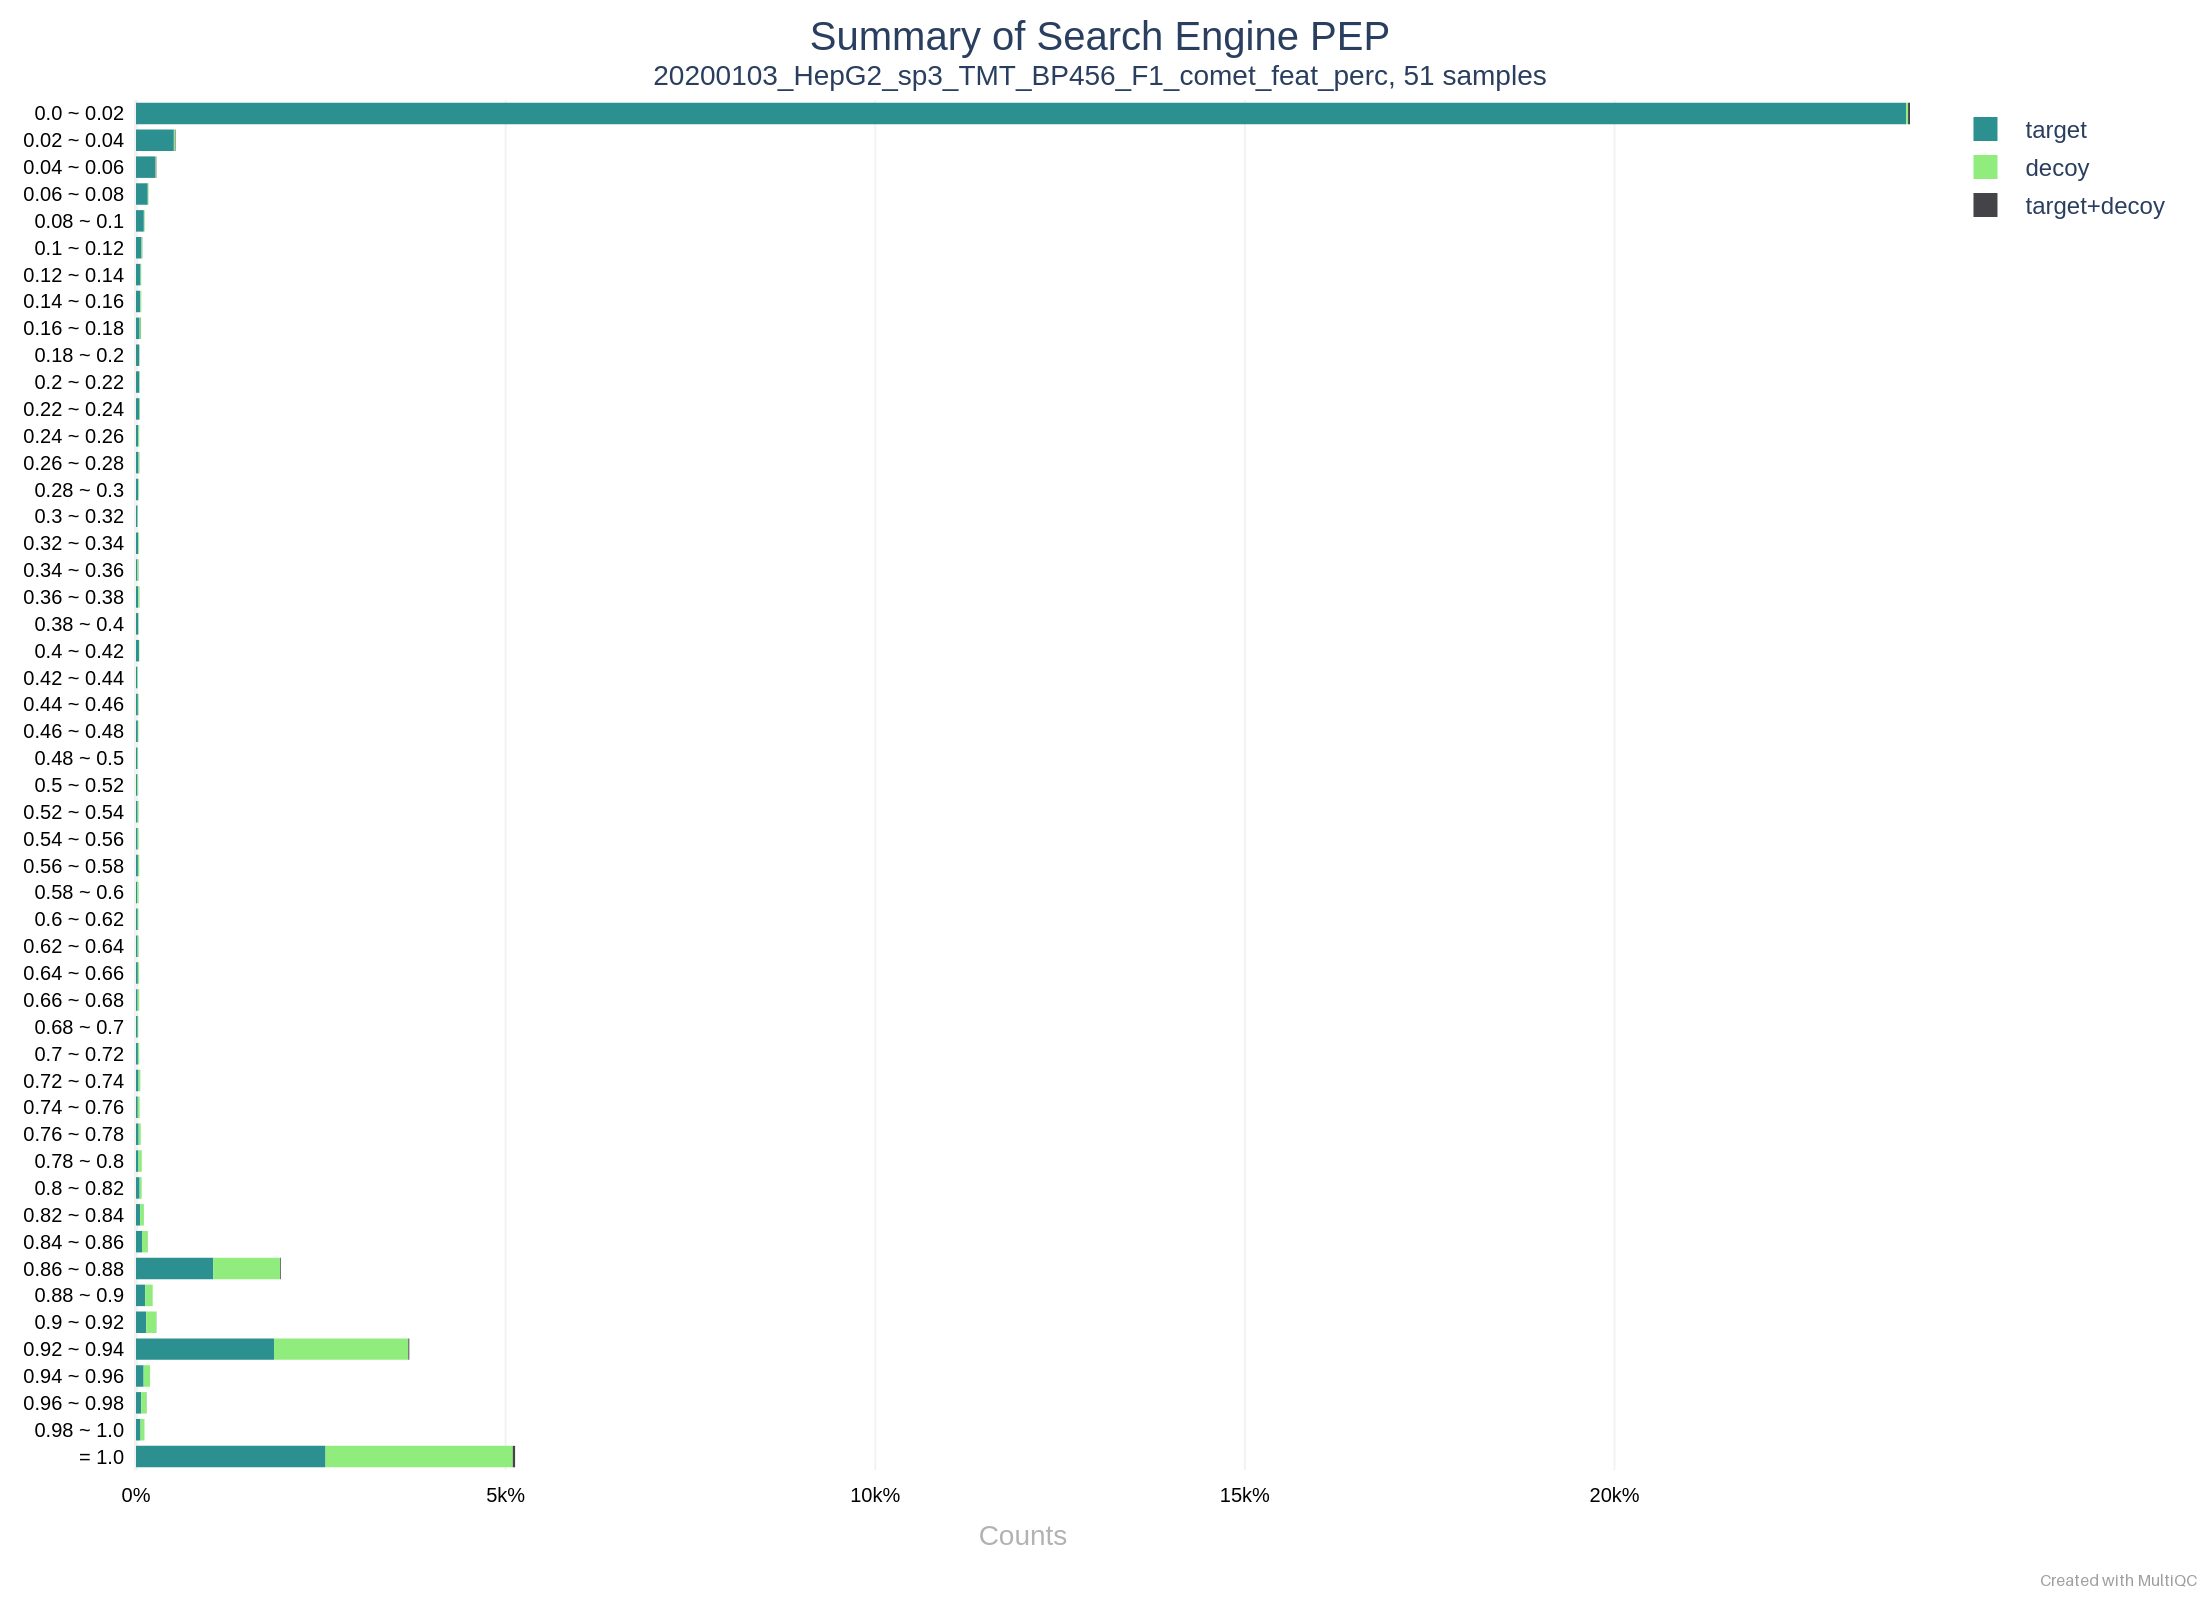 Summary of Search Engine PEP
20200103_HepG2_sp3_TMT_BP456_F1_comet_feat_perc, 51 samples
0.0 ~ 0.02
0.02 ~ 0.04
0.04 ~ 0.06
0.06 ~ 0.08
0.08 ~ 0.1
0.1 ~ 0.12
0.12 ~ 0.14
0.14 ~ 0.16
0.16 ~ 0.18
0.18 ~ 0.2
0.2 ~ 0.22
0.22 ~ 0.24
0.24 ~ 0.26
0.26 ~ 0.28
0.28 ~ 0.3
0.3 ~ 0.32
0.32 ~ 0.34
0.34 ~ 0.36
0.36 ~ 0.38
0.38 ~ 0.4
0.4 ~ 0.42
0.42 ~ 0.44
0.44 ~ 0.46
0.46 ~ 0.48
0.48 ~ 0.5
0.5 ~ 0.52
0.52 ~ 0.54
0.54 ~ 0.56
0.56 ~ 0.58
0.58 ~ 0.6
0.6 ~ 0.62
0.62 ~ 0.64
0.64 ~ 0.66
0.66 ~ 0.68
0.68 ~ 0.7
0.7 ~ 0.72
0.72 ~ 0.74
0.74 ~ 0.76
0.76 ~ 0.78
0.78 ~ 0.8
0.8 ~ 0.82
0.82 ~ 0.84
0.84 ~ 0.86
0.86 ~ 0.88
0.88 ~ 0.9
0.9 ~ 0.92
0.92 ~ 0.94
0.94 ~ 0.96
0.96 ~ 0.98
0.98 ~ 1.0
= 1.0
target
decoy
target+decoy
0% 5k% 10k% 15k% 20k%
Counts
Created with MultiQC